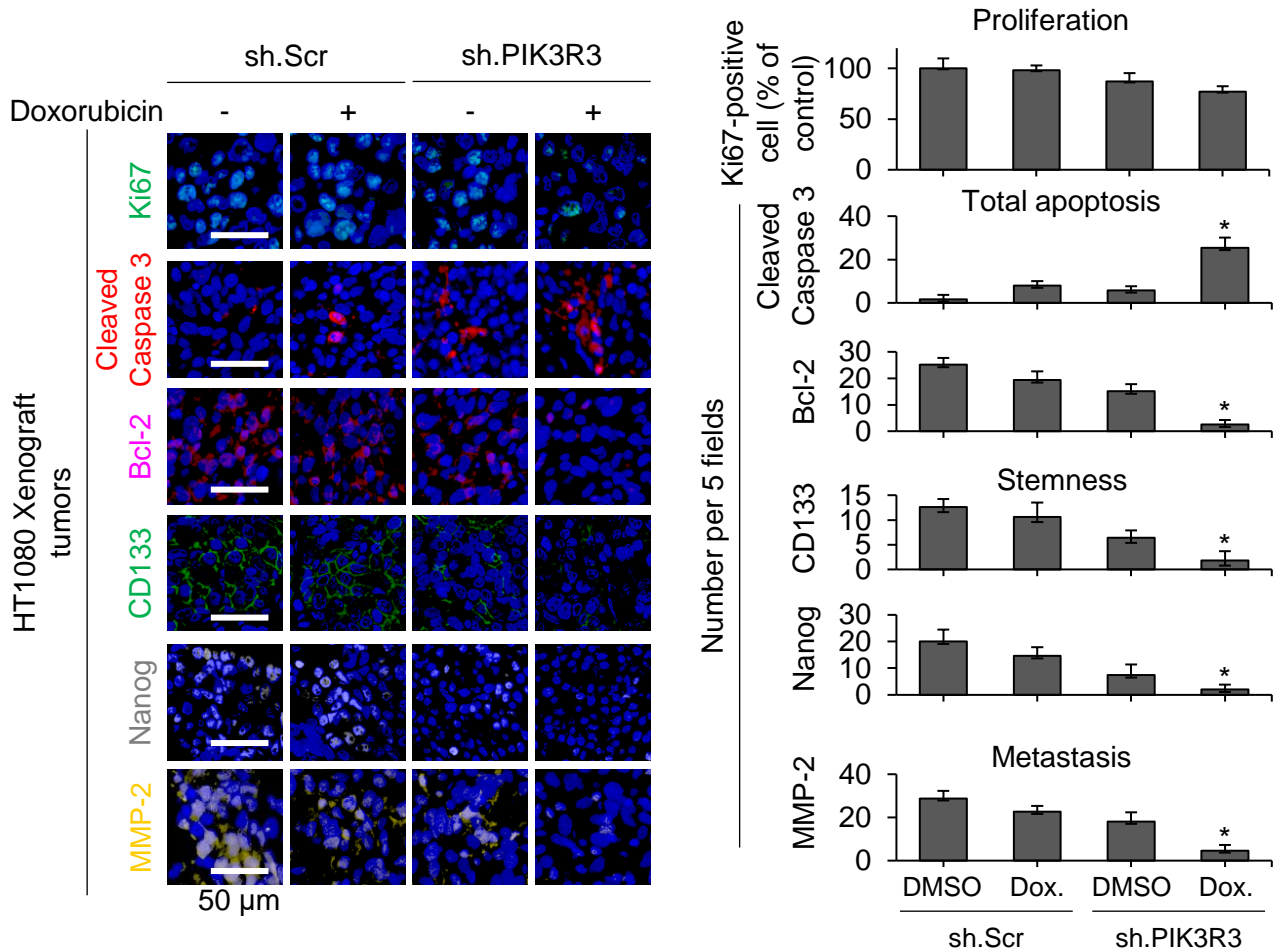 sh.Scr
sh.PIK3R3
Doxorubicin
-
+
-
+
HT1080 Xenograft
tumors
Ki67
Cleaved
Caspase 3
Bcl-2
CD133
Nanog
MMP-2
50 µm
Proliferation
Ki67-positive
cell (% of
control)
100
50
0
Number per 5 fields
Total apoptosis
Cleaved
Caspase 3
40
20
0
*
Bcl-2
30
20
10
0
*
Stemness
CD133
15
10
5
0
*
Nanog
30
20
10
0
*
Metastasis
MMP-2
40
20
0
*
DMSO Dox. DMSO Dox.
sh.Scr sh.PIK3R3